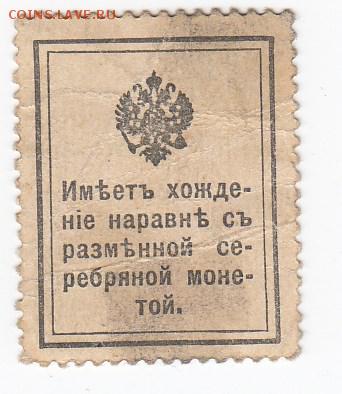 COINS.LAVE.RU
Имѣетъ хожде-
ніе наравнѣ съ
размѣнной се-
ребряной моне-
той.